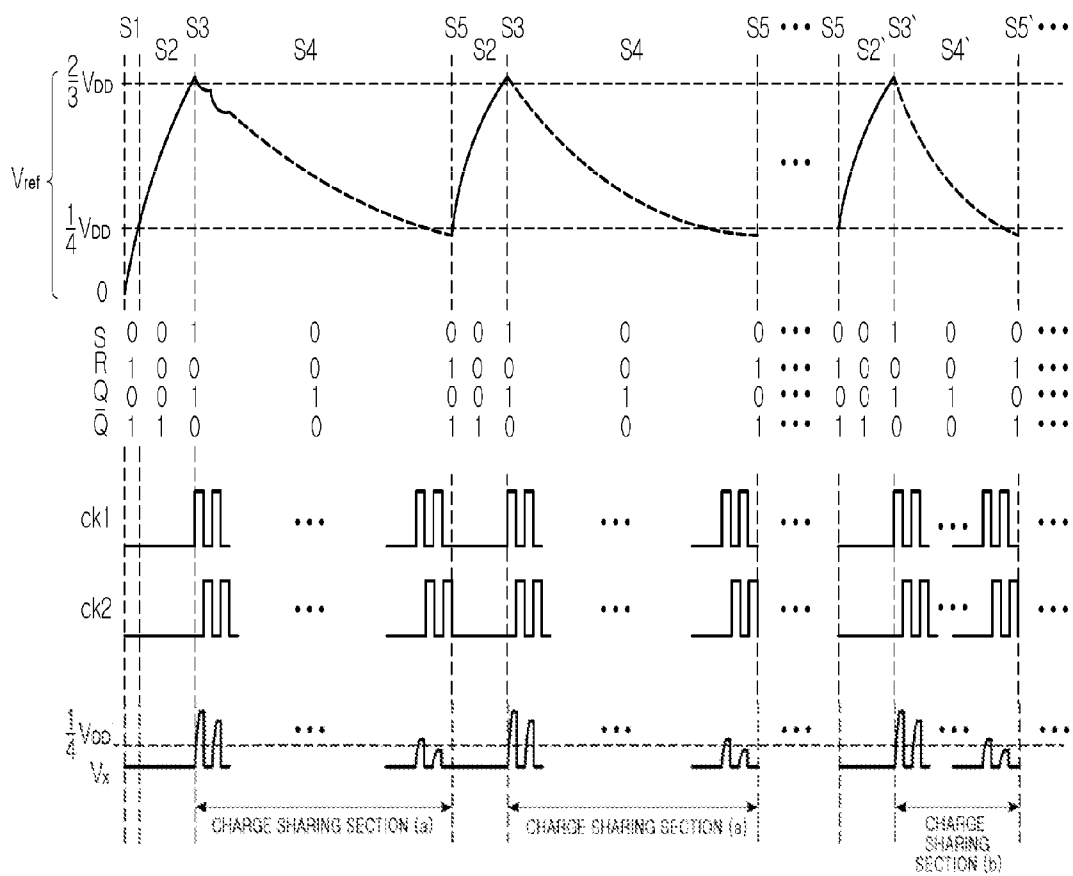 S1 S3 S5 S3 S5 ••• S5 S3` S5` •••
S2 S4 S2 S4 S2` S4`
2/3 VDD
Vref
•••
1/4 VDD
0
S 0 0 1 0 0 0 1 0 0 ••• 0 0 1 0 0 •••
R 1 0 0 0 1 0 0 0 1 ••• 1 0 0 0 1 •••
Q 0 0 1 1 0 0 1 1 0 ••• 0 0 1 1 0 •••
Q̅ 1 1 0 0 1 1 0 0 1 ••• 1 1 0 0 1 •••
ck1 ••• ••• ••• ••• •••
ck2 ••• ••• ••• ••• •••
1/4 VDD ••• ••• ••• ••• •••
Vx
CHARGE SHARING SECTION (a) CHARGE SHARING SECTION (a) CHARGE
SHARING
SECTION (b)